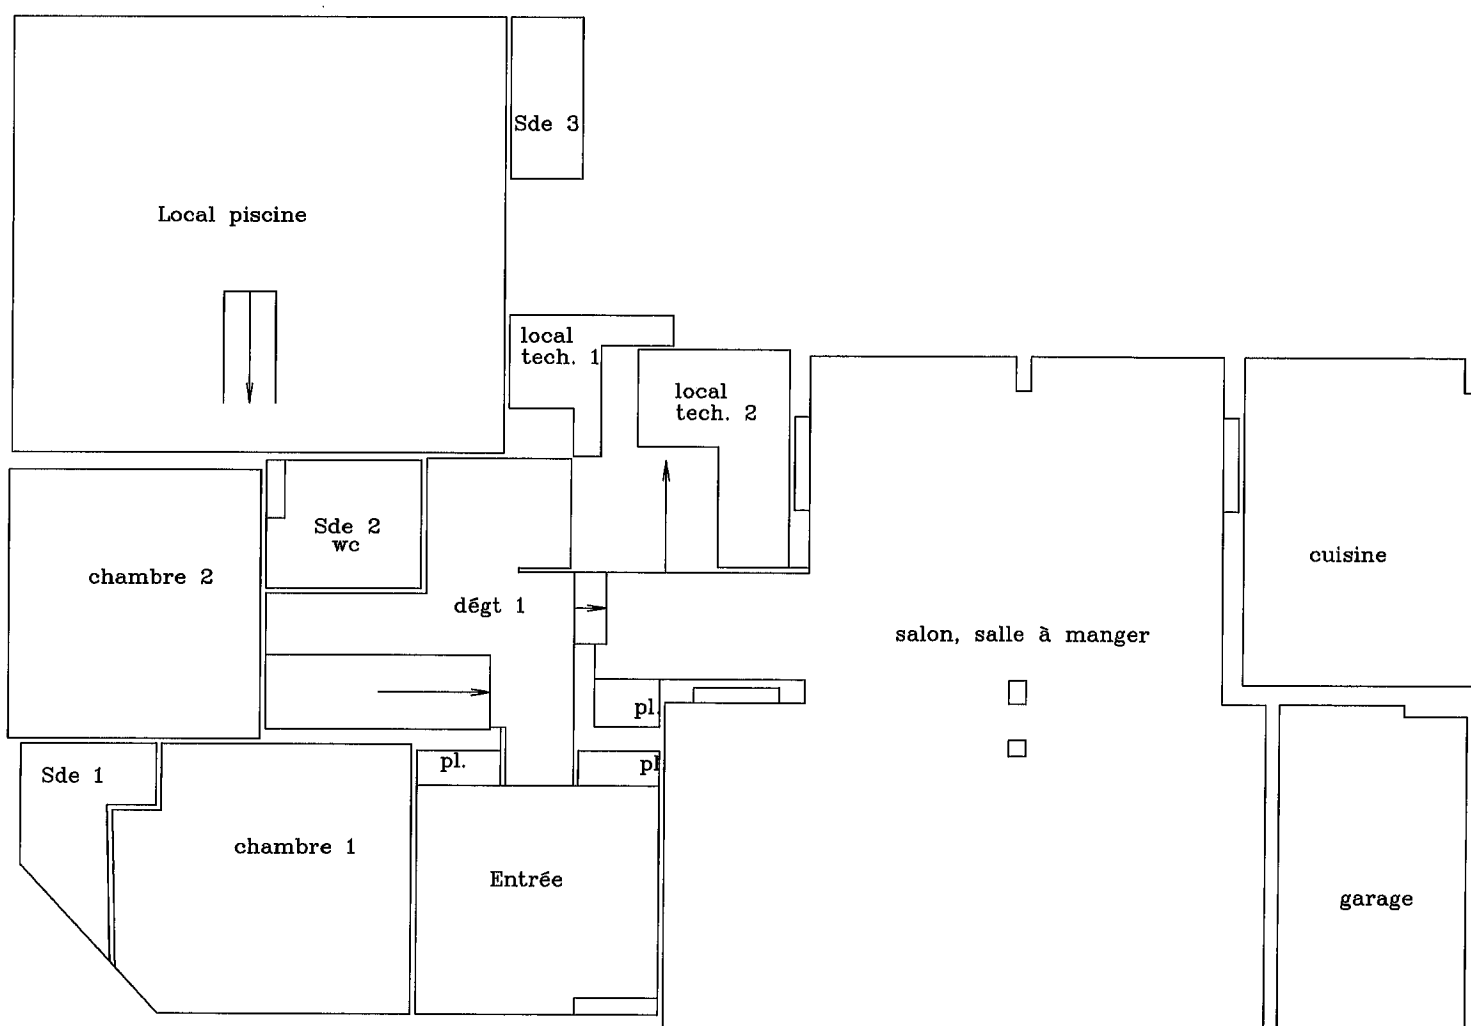 Sde 3
Local piscine
local
tech. 1
local
tech. 2
Sde 2
wc
chambre 2
cuisine
dégt 1
salon, salle à manger
pl.
pl.
pl
Sde 1
chambre 1
Entrée
garage